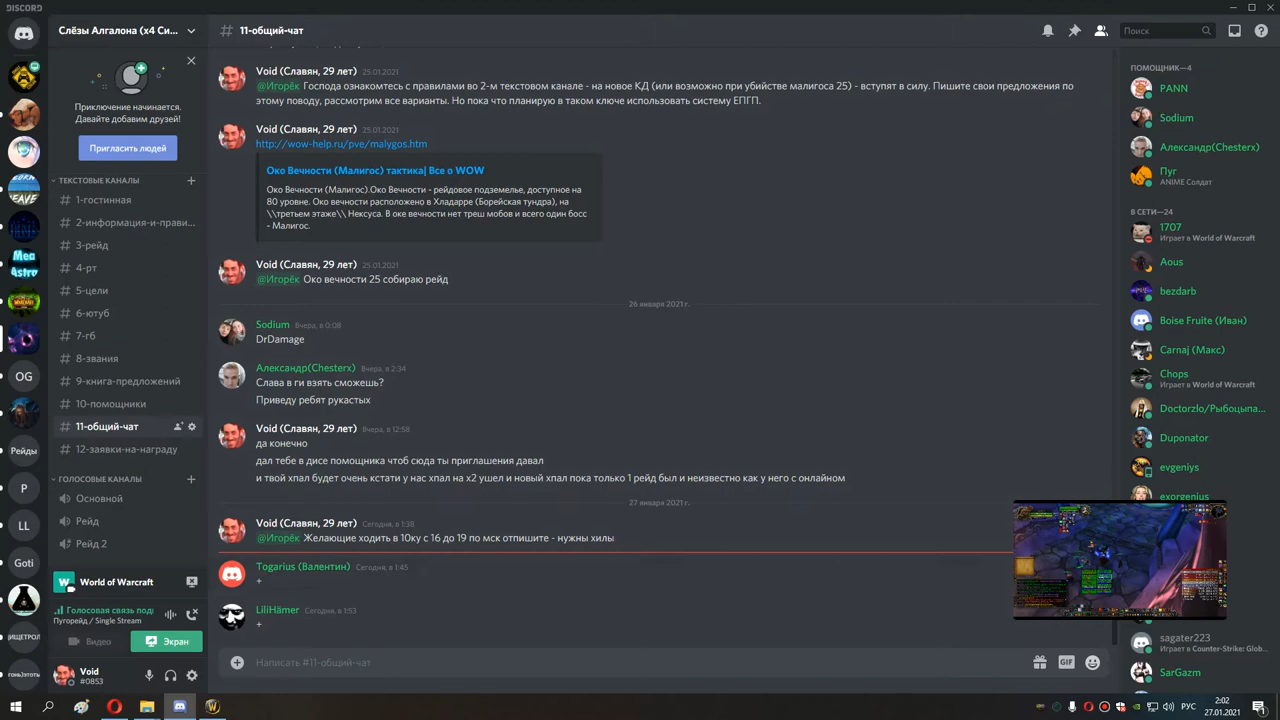 DISCORD
Слёзы Алгалона (x4 Си...
11-общий-чат
Поиск
Приключение начинается.
Давайте добавим друзей!
Пригласить людей
ТЕКСТОВЫЕ КАНАЛЫ
1-гостинная
2-информация-и-прави...
3-рейд
4-рт
5-цели
6-ютуб
7-гб
8-звания
9-книга-предложений
10-помощники
11-общий-чат
12-заявки-на-награду
ГОЛОСОВЫЕ КАНАЛЫ
Основной
Рейд
Рейд 2
World of Warcraft
Голосовая связь под
Пугорейд / Single Stream
Видео
Экран
Void
#0853
OG
Рейды
P
LL
Goti
Void (Славян, 29 лет) 25.01.2021
@Игорёк Господа ознакомтесь с правилами во 2-м текстовом канале - на новое КД (или возможно при убийстве малигоса 25) - вступят в силу. Пишите свои предложения по
этому поводу, рассмотрим все варианты. Но пока что планирую в таком ключе использовать систему ЕПГП.
Void (Славян, 29 лет) 25.01.2021
http://wow-help.ru/pve/malygos.htm
Око Вечности (Малигос) тактика| Все о WOW
Око Вечности (Малигос).Око Вечности - рейдовое подземелье, доступное на
80 уровне. Око вечности расположено в Хладарре (Борейская тундра), на
\\третьем этаже\\ Нексуса. В оке вечности нет треш мобов и всего один босс
- Малигос.
Void (Славян, 29 лет) 25.01.2021
@Игорёк Око вечности 25 собираю рейд
26 января 2021 г.
Sodium Вчера, в 0:08
DrDamage
Александр(Chesterx) Вчера, в 2:34
Слава в ги взять сможешь?
Приведу ребят рукастых
Void (Славян, 29 лет) Вчера, в 12:58
да конечно
дал тебе в дисе помощника чтоб сюда ты приглашения давал
и твой хпал будет очень кстати у нас хпал на х2 ушел и новый хпал пока только 1 рейд был и неизвестно как у него с онлайном
27 января 2021 г.
Void (Славян, 29 лет) Сегодня, в 1:38
@Игорёк Желающие ходить в 10ку с 16 до 19 по мск отпишите - нужны хилы
Togarius (Валентин) Сегодня, в 1:45
+
LiliHämer Сегодня, в 1:53
+
Написать #11-общий-чат
GIF
ПОМОЩНИК—4
PANN
Sodium
Александр(Chesterx)
Пуг
ANIME Солдат
В СЕТИ—24
1707
Играет в World of Warcraft
Aous
bezdarb
Boise Fruite (Иван)
Carnaj (Макс)
Chops
Играет в World of Warcraft
Doctorzlo/Рыбоцыпа...
Duponator
evgeniys
exorgenius
sagater223
Играет в Counter-Strike: Glob...
SarGazm
РУС
2:02
27.01.2021